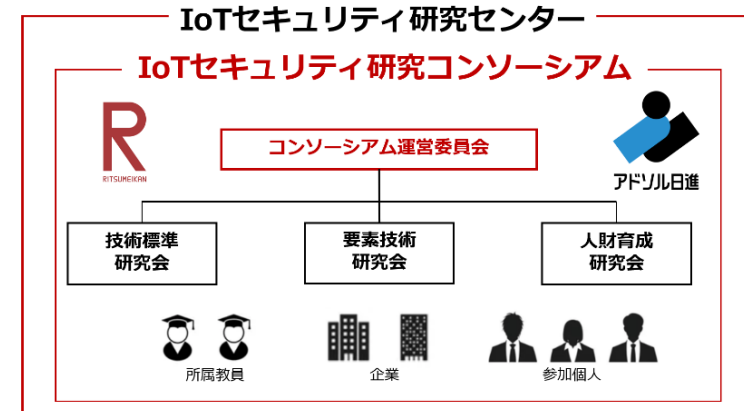 IoTセキュリティ研究センター
IoTセキュリティ研究コンソーシアム
R
RITSUMEIKAN
コンソーシアム運営委員会
アドソル日進
技術標準
研究会
要素技術
研究会
人財育成
研究会
所属教員
企業
参加個人